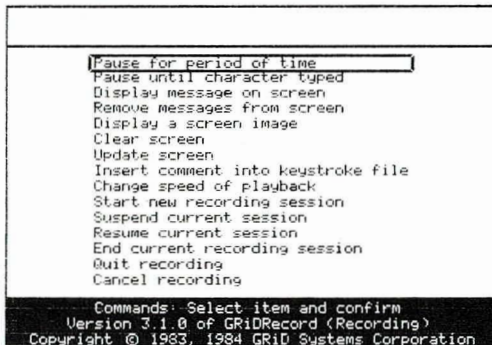 Pause for period of time
Pause until character typed
Display message on screen
Remove messages from screen
Display a screen image
Clear screen
Update screen
Insert comment into keystroke file
Change speed of playback
Start new recording session
Suspend current session
Resume current session
End current recording session
Quit recording
Cancel recording
Commands: Select item and confirm
Version 3.1.0 of GRiDRecord (Recording)
Copyright © 1983, 1984 GRiD Systems Corporation